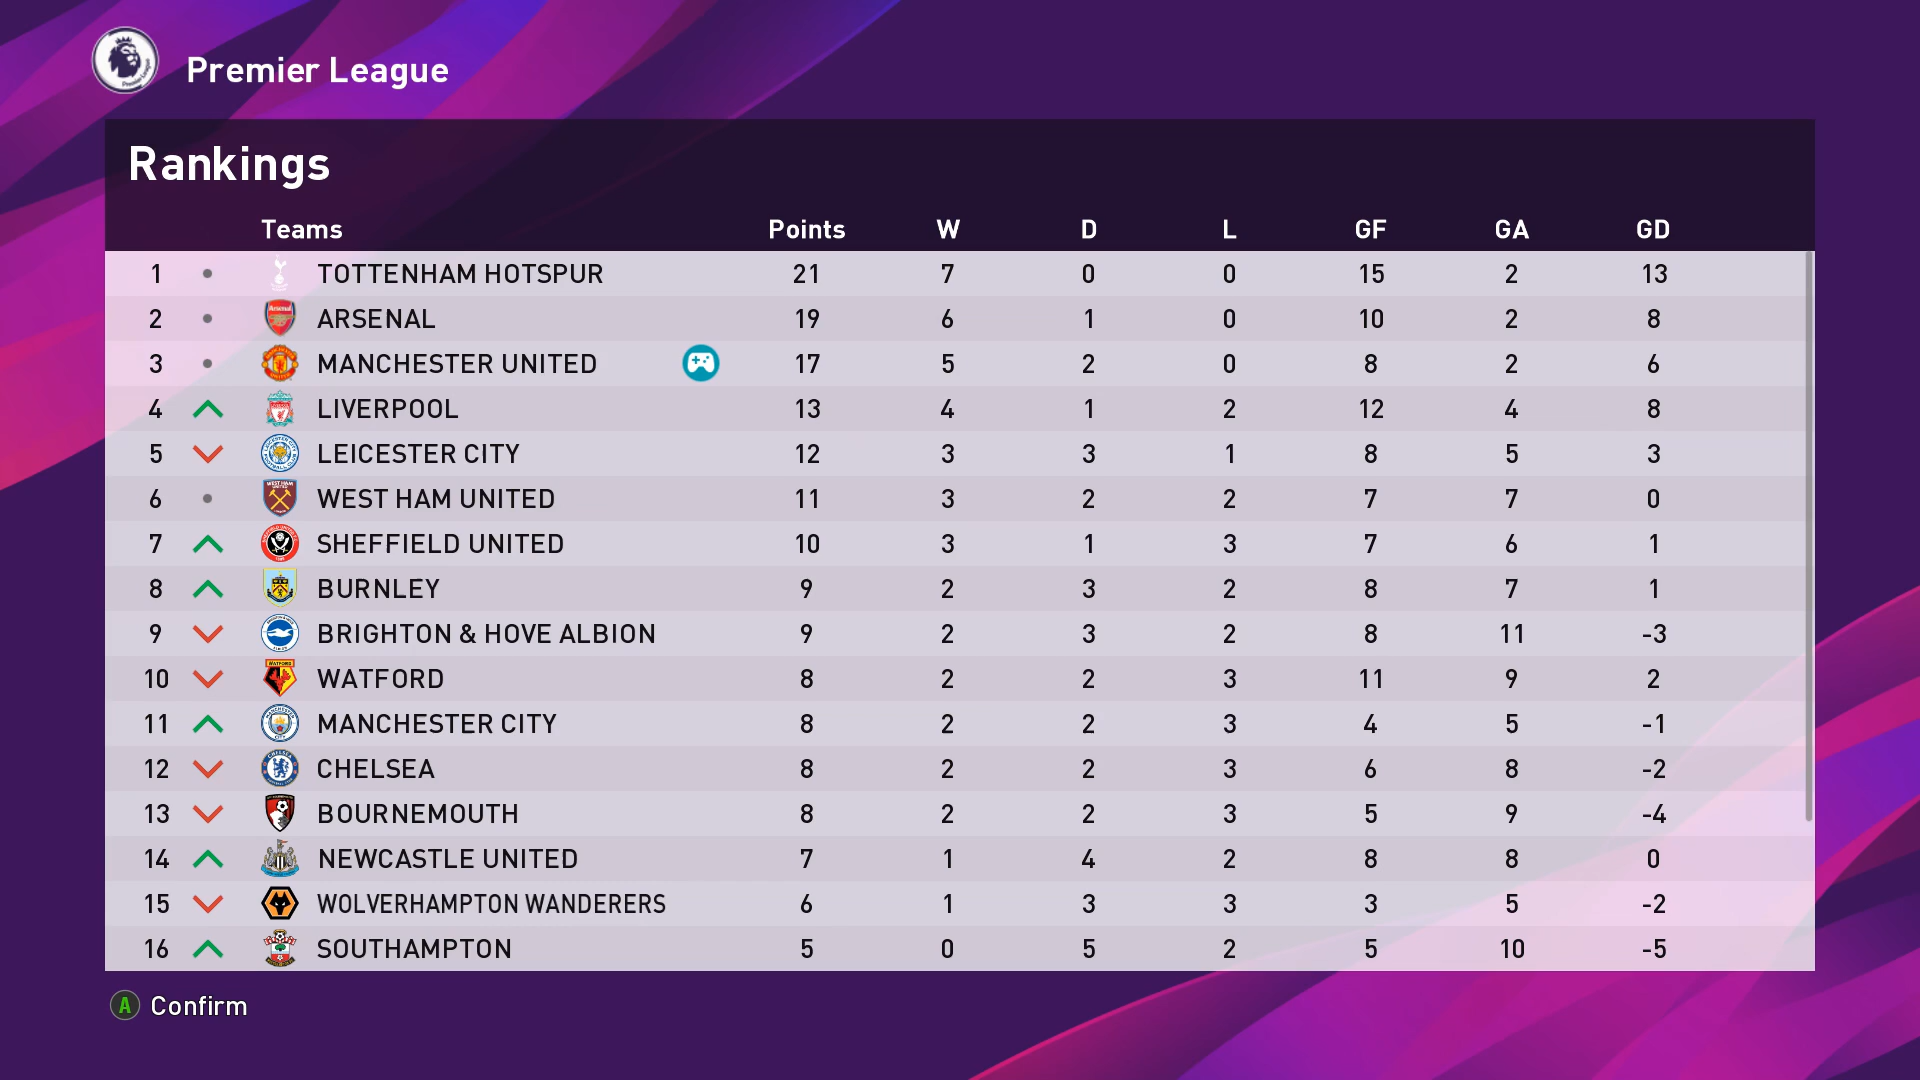 Premier League
Rankings
Teams Points W D L GF GA GD
1 TOTTENHAM HOTSPUR 21 7 0 0 15 2 13
2 ARSENAL 19 6 1 0 10 2 8
3 MANCHESTER UNITED 17 5 2 0 8 2 6
4 LIVERPOOL 13 4 1 2 12 4 8
5 LEICESTER CITY 12 3 3 1 8 5 3
6 WEST HAM UNITED 11 3 2 2 7 7 0
7 SHEFFIELD UNITED 10 3 1 3 7 6 1
8 BURNLEY 9 2 3 2 8 7 1
9 BRIGHTON & HOVE ALBION 9 2 3 2 8 11 -3
10 WATFORD 8 2 2 3 11 9 2
11 MANCHESTER CITY 8 2 2 3 4 5 -1
12 CHELSEA 8 2 2 3 6 8 -2
13 BOURNEMOUTH 8 2 2 3 5 9 -4
14 NEWCASTLE UNITED 7 1 4 2 8 8 0
15 WOLVERHAMPTON WANDERERS 6 1 3 3 3 5 -2
16 SOUTHAMPTON 5 0 5 2 5 10 -5
A Confirm